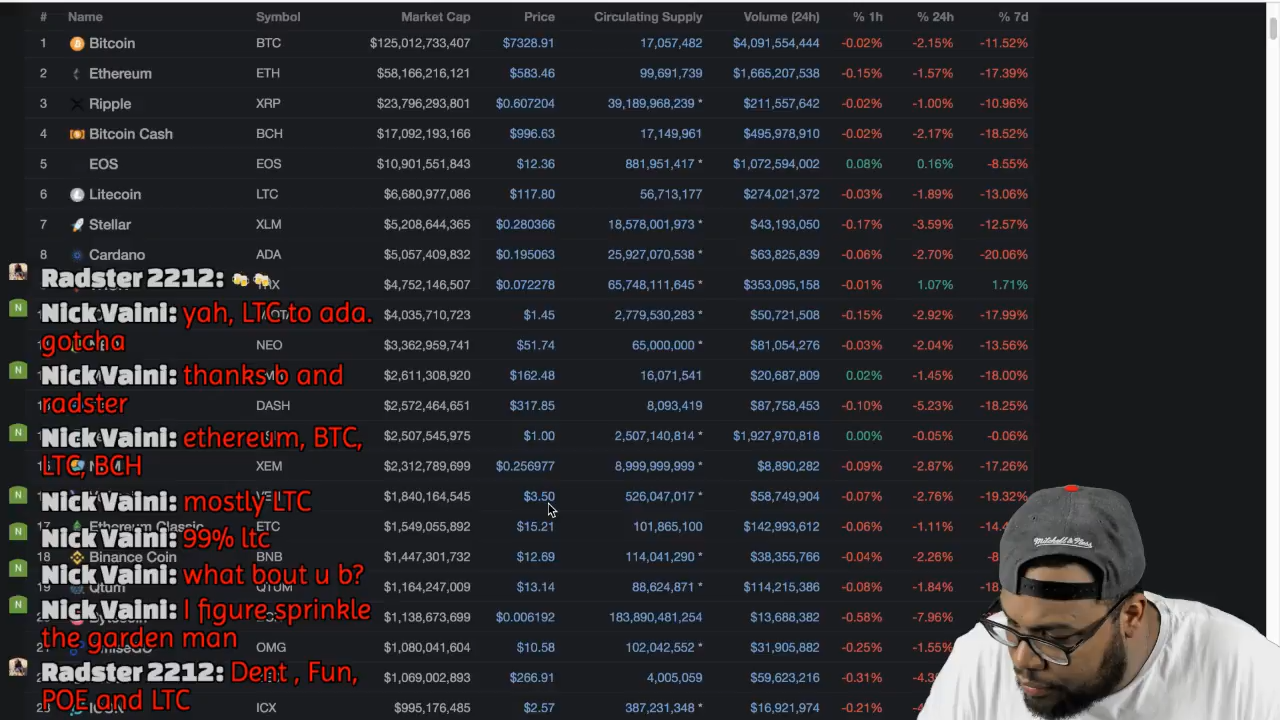 # Name Symbol Market Cap Price Circulating Supply Volume (24h) % 1h % 24h % 7d
1 Bitcoin BTC $125,012,733,407 $7328.91 17,057,482 $4,091,554,444 -0.02% -2.15% -11.52%
2 Ethereum ETH $58,166,216,121 $583.46 99,691,739 $1,665,207,538 -0.15% -1.57% -17.39%
3 Ripple XRP $23,796,293,801 $0.607204 39,189,968,239 * $211,557,642 -0.02% -1.00% -10.96%
4 Bitcoin Cash BCH $17,092,193,166 $996.63 17,149,961 $495,978,910 -0.02% -2.17% -18.52%
5 EOS EOS $10,901,551,843 $12.36 881,951,417 * $1,072,594,002 0.08% 0.16% -8.55%
6 Litecoin LTC $6,680,977,086 $117.80 56,713,177 $274,021,372 -0.03% -1.89% -13.06%
7 Stellar XLM $5,208,644,365 $0.280366 18,578,001,973 * $43,193,050 -0.17% -3.59% -12.57%
8 Cardano ADA $5,057,409,832 $0.195063 25,927,070,538 * $63,825,839 -0.06% -2.70% -20.06%
$4,752,146,507 $0.072278 65,748,111,645 * $353,095,158 -0.01% 1.07% 1.71%
$4,035,710,723 $1.45 2,779,530,283 * $50,721,508 -0.15% -2.92% -17.99%
NEO $3,362,959,741 $51.74 65,000,000 * $81,054,276 -0.03% -2.04% -13.56%
$2,611,308,920 $162.48 16,071,541 $20,687,809 0.02% -1.45% -18.00%
DASH $2,572,464,651 $317.85 8,093,419 $87,758,453 -0.10% -5.23% -18.25%
$2,507,545,975 $1.00 2,507,140,814 * $1,927,970,818 0.00% -0.05% -0.06%
15 XEM $2,312,789,699 $0.256977 8,999,999,999 * $8,890,282 -0.09% -2.87% -17.26%
$1,840,164,545 $3.50 526,047,017 * $58,749,904 -0.07% -2.76% -19.32%
17 Ethereum Classic ETC $1,549,055,892 $15.21 101,865,100 $142,993,612 -0.06% -1.11%
18 Binance Coin BNB $1,447,301,732 $12.69 114,041,290 * $38,355,766 -0.04% -2.26%
19 Qtum QTUM $1,164,247,009 $13.14 88,624,871 * $114,215,386 -0.08% -1.84%
$1,138,673,699 $0.006192 183,890,481,254 $13,688,382 -0.58% -7.96%
OMG $1,080,041,604 $10.58 102,042,552 * $31,905,882 -0.25% -1.55%
$1,069,002,893 $266.91 4,005,059 $59,623,216 -0.31%
ICX $995,176,485 $2.57 387,231,348 * $16,921,974 -0.21%
Radster 2212: 🍻🍻
Nick Vaini: yah, LTC to ada.
gotcha
Nick Vaini: thanks b and
radster
Nick Vaini: ethereum, BTC,
LTC, BCH
Nick Vaini: mostly LTC
Nick Vaini: 99% ltc
Nick Vaini: what bout u b?
Nick Vaini: I figure sprinkle
the garden man
Radster 2212: Dent , Fun,
POE and LTC
Mitchell & Ness